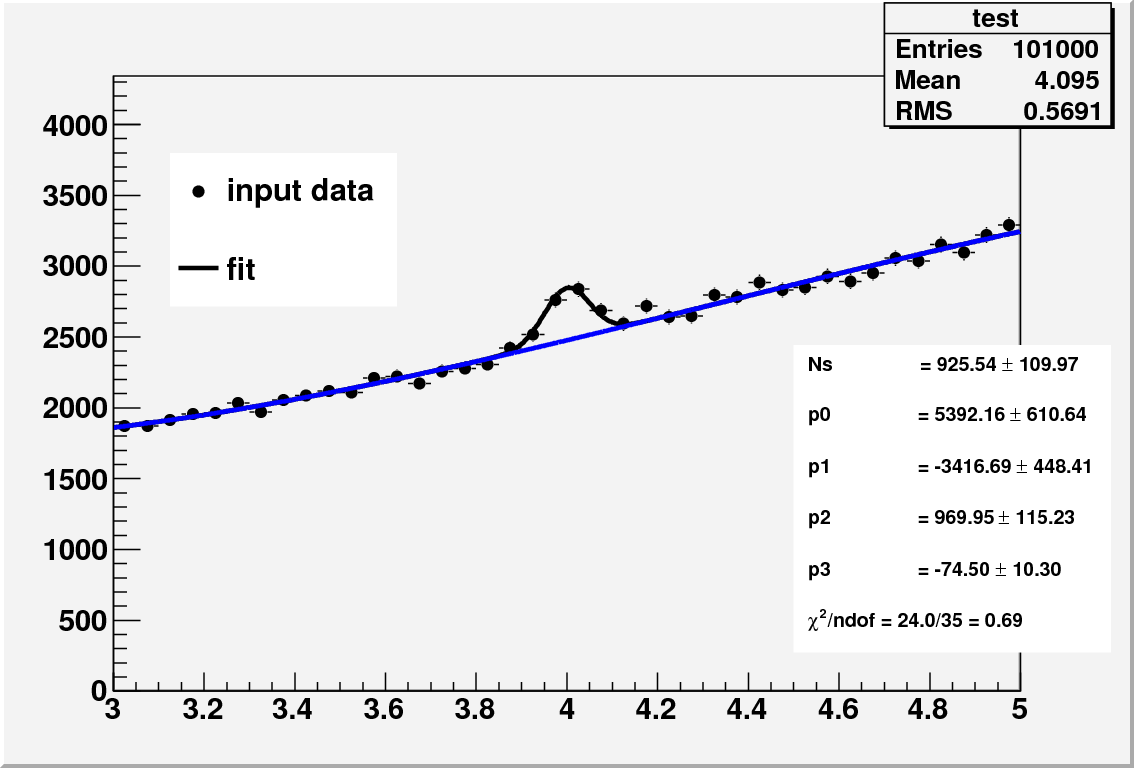 test
Entries 101000
Mean 4.095
RMS 0.5691
4000
3500
3000
2500
2000
1500
1000
500
0
input data
fit
Ns = 925.54 ± 109.97
p0 = 5392.16 ± 610.64
p1 = -3416.69 ± 448.41
p2 = 969.95 ± 115.23
p3 = -74.50 ± 10.30
χ²/ndof = 24.0/35 = 0.69
3 3.2 3.4 3.6 3.8 4 4.2 4.4 4.6 4.8 5